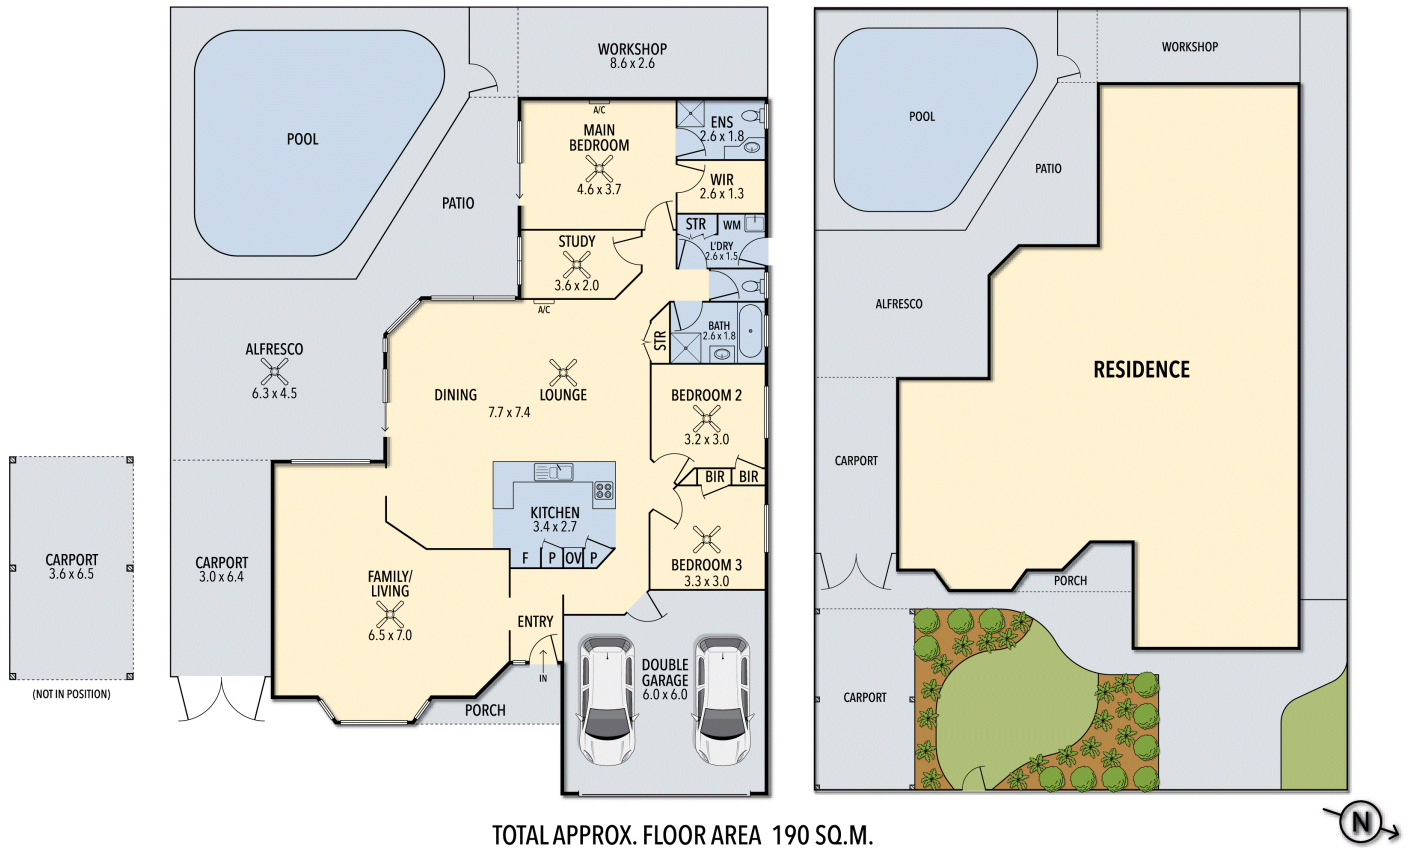 WORKSHOP
8.6 x 2.6
POOL
PATIO
A/C
MAIN
BEDROOM
4.6 x 3.7
ENS
2.6 x 1.8
WIR
2.6 x 1.3
STR
WM
L'DRY
2.6 x 1.5
STUDY
3.6 x 2.0
A/C
STR
BATH
2.6 x 1.8
ALFRESCO
6.3 x 4.5
DINING
LOUNGE
7.7 x 7.4
BEDROOM 2
3.2 x 3.0
BIR
BIR
KITCHEN
3.4 x 2.7
F
P
OV
P
BEDROOM 3
3.3 x 3.0
CARPORT
3.6 x 6.5
(NOT IN POSITION)
CARPORT
3.0 x 6.4
FAMILY/
LIVING
6.5 x 7.0
ENTRY
IN
PORCH
DOUBLE
GARAGE
6.0 x 6.0
WORKSHOP
POOL
PATIO
ALFRESCO
RESIDENCE
CARPORT
PORCH
CARPORT
N
TOTAL APPROX. FLOOR AREA 190 SQ.M.